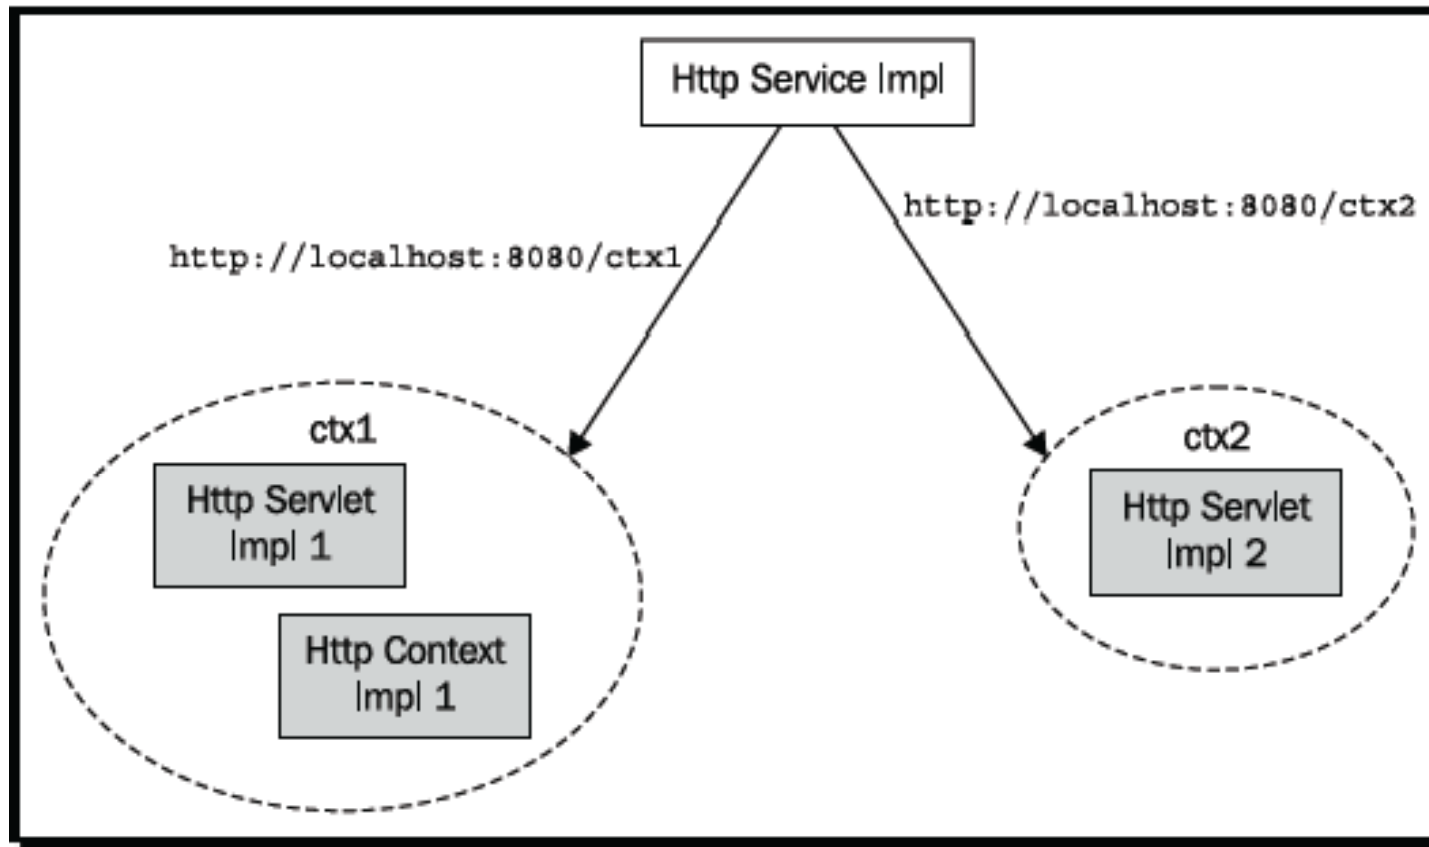 Http Service Impl
http://localhost:8080/ctx2
http://localhost:8080/ctx1
ctx1
Http Servlet
Impl 1
Http Context
Impl 1
ctx2
Http Servlet
Impl 2